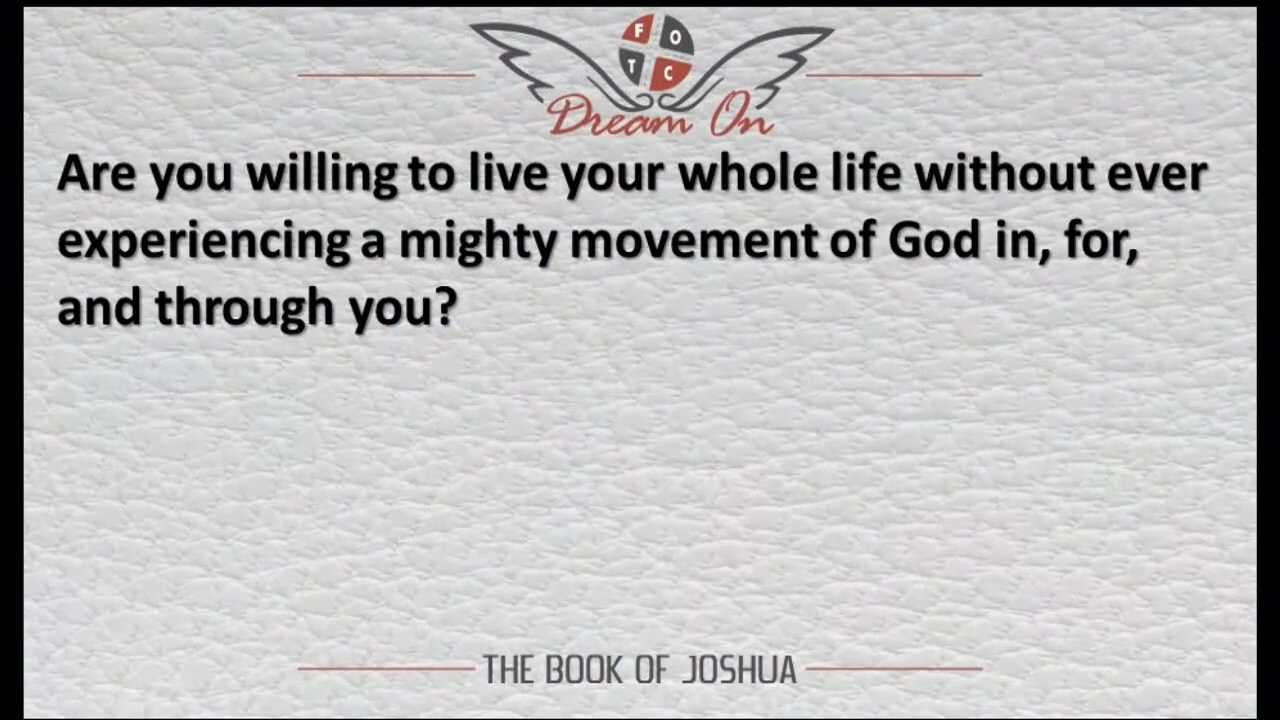 F O
T C
Dream On
Are you willing to live your whole life without ever
experiencing a mighty movement of God in, for,
and through you?
THE BOOK OF JOSHUA